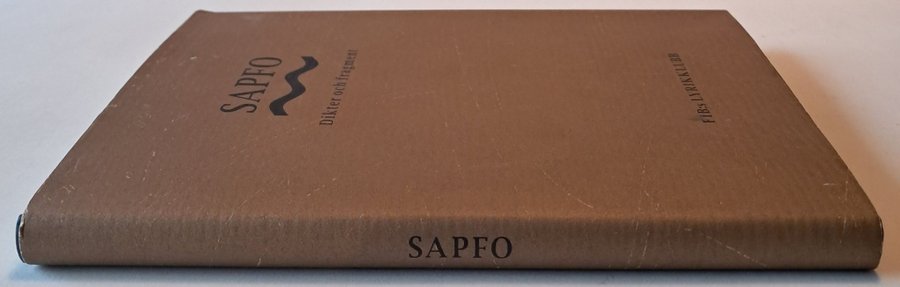 SAPFO
Dikter och fragment
FIBs LYRIKKLUBB
SAPFO